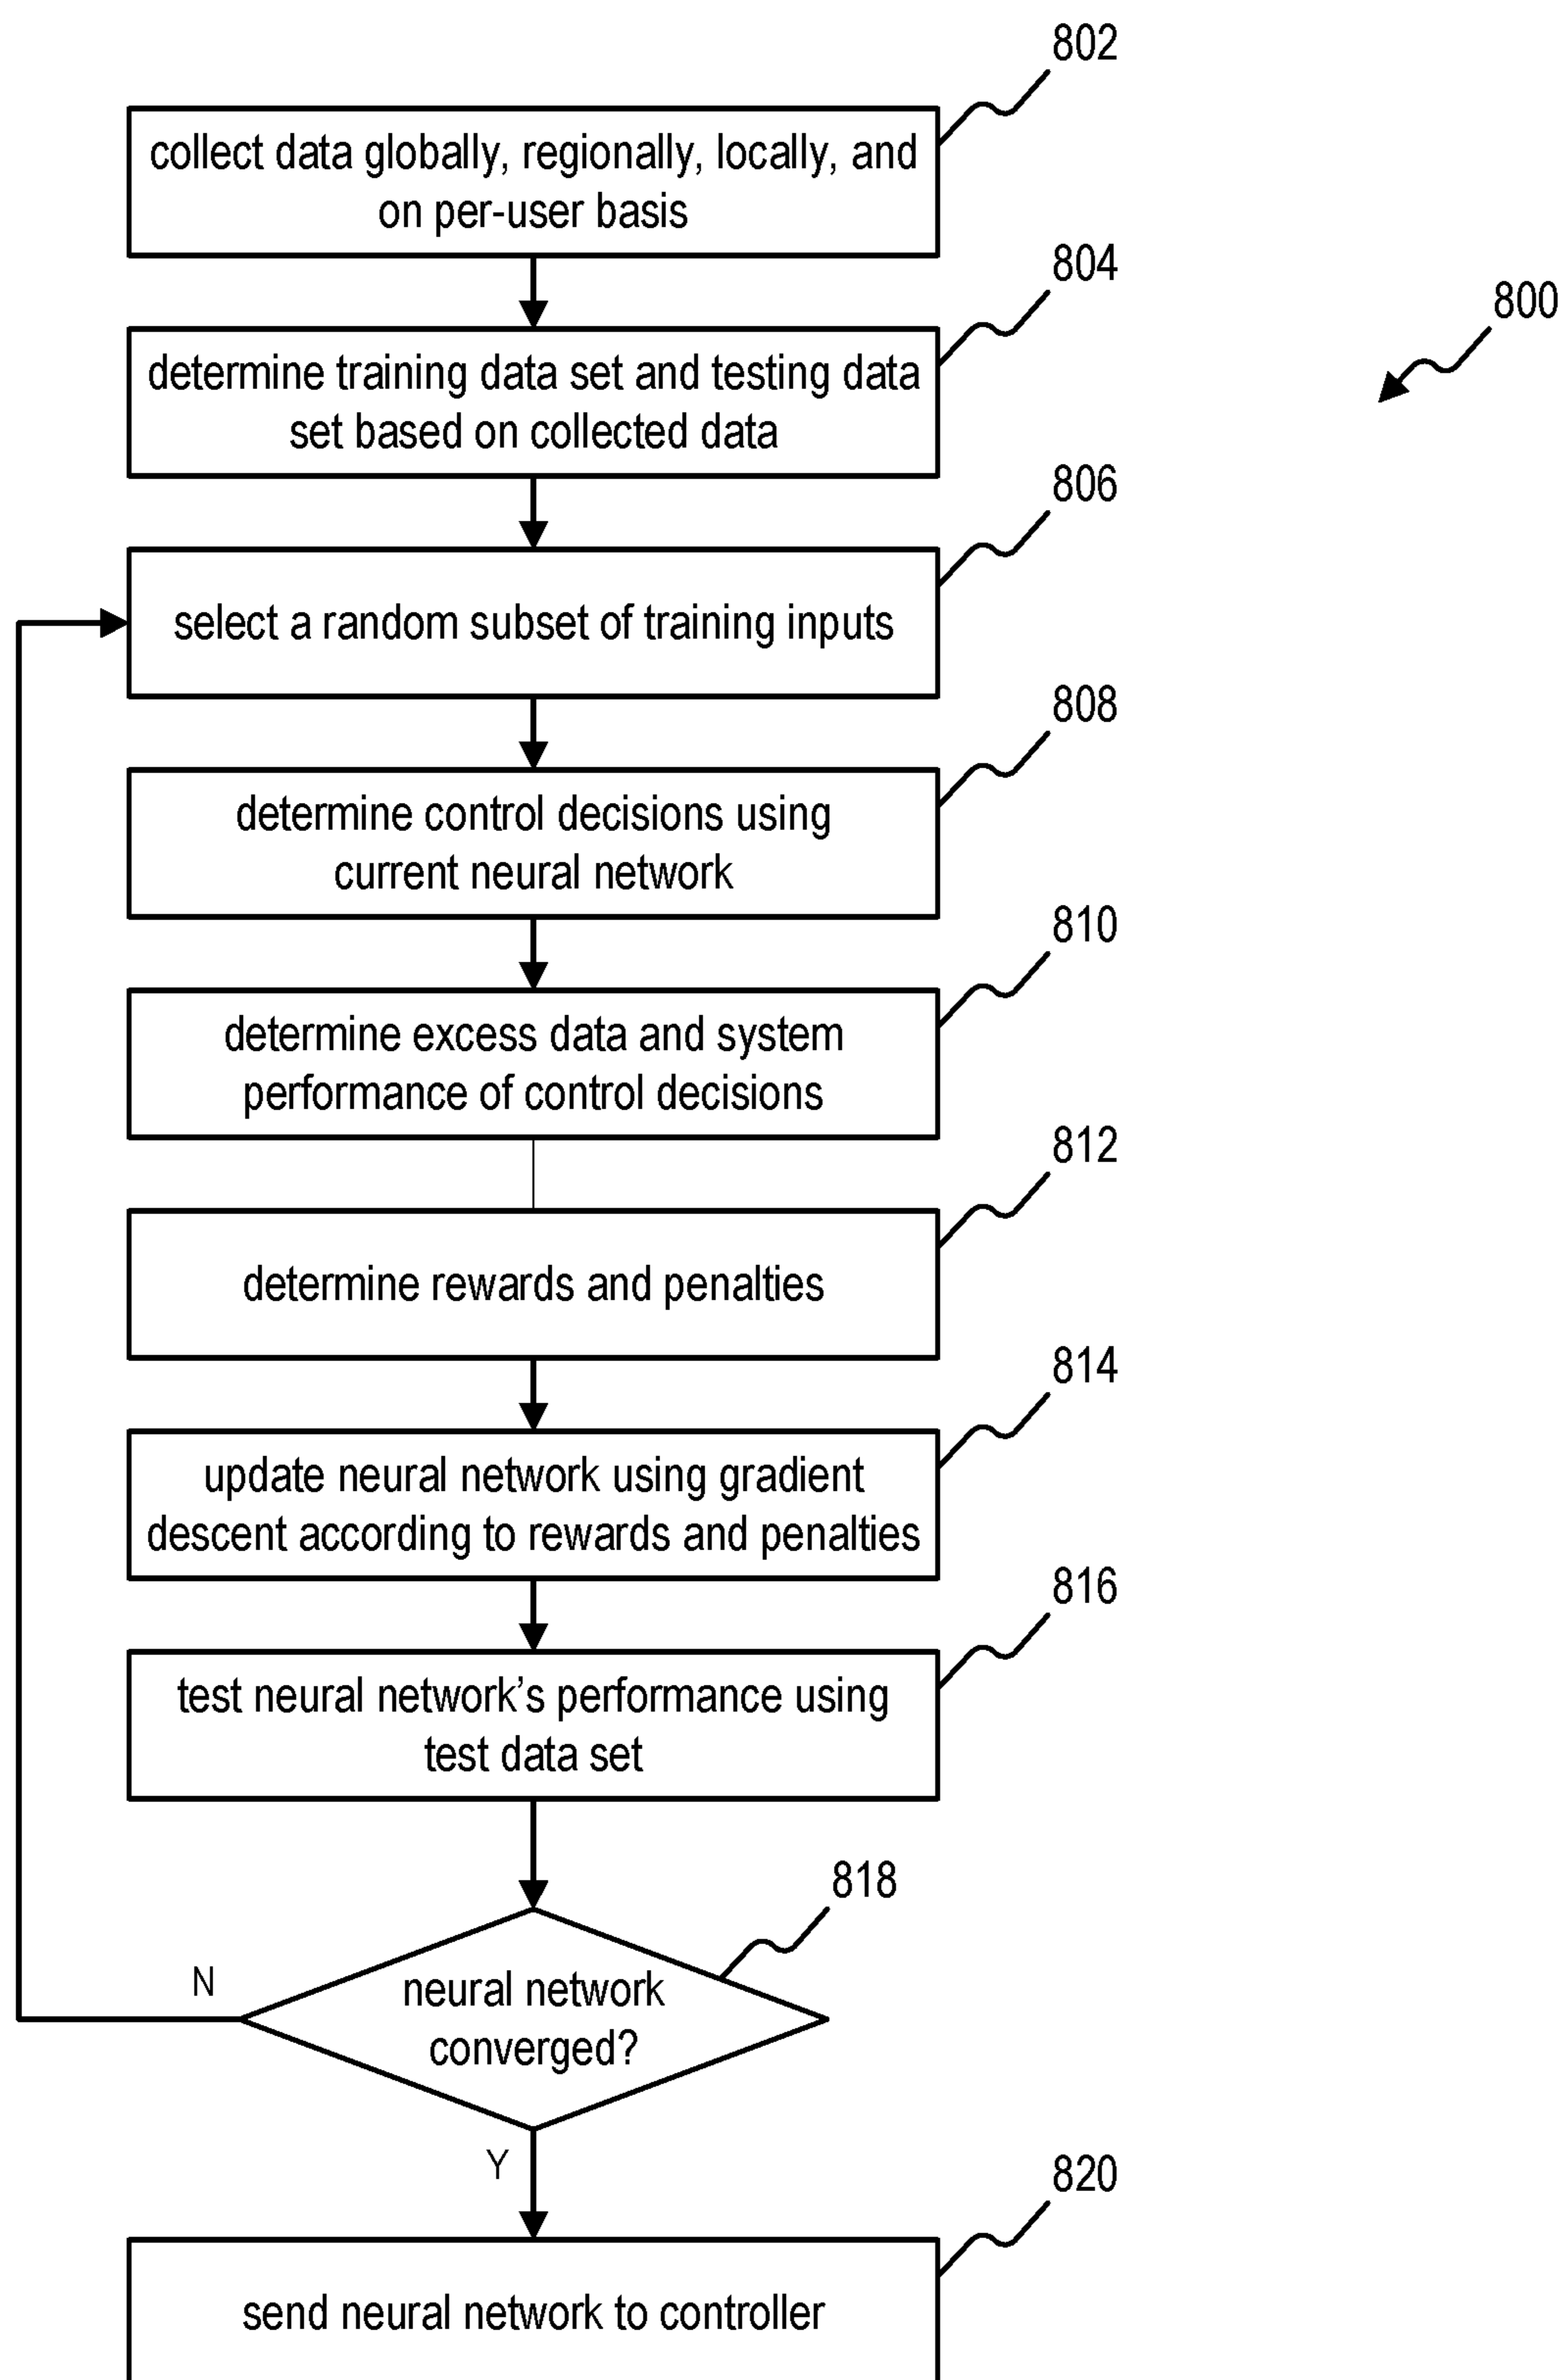 802
collect data globally, regionally, locally, and
on per-user basis
804
800
determine training data set and testing data
set based on collected data
806
select a random subset of training inputs
808
determine control decisions using
current neural network
810
determine excess data and system
performance of control decisions
812
determine rewards and penalties
814
update neural network using gradient
descent according to rewards and penalties
816
test neural network's performance using
test data set
818
N
neural network
converged?
Y
820
send neural network to controller